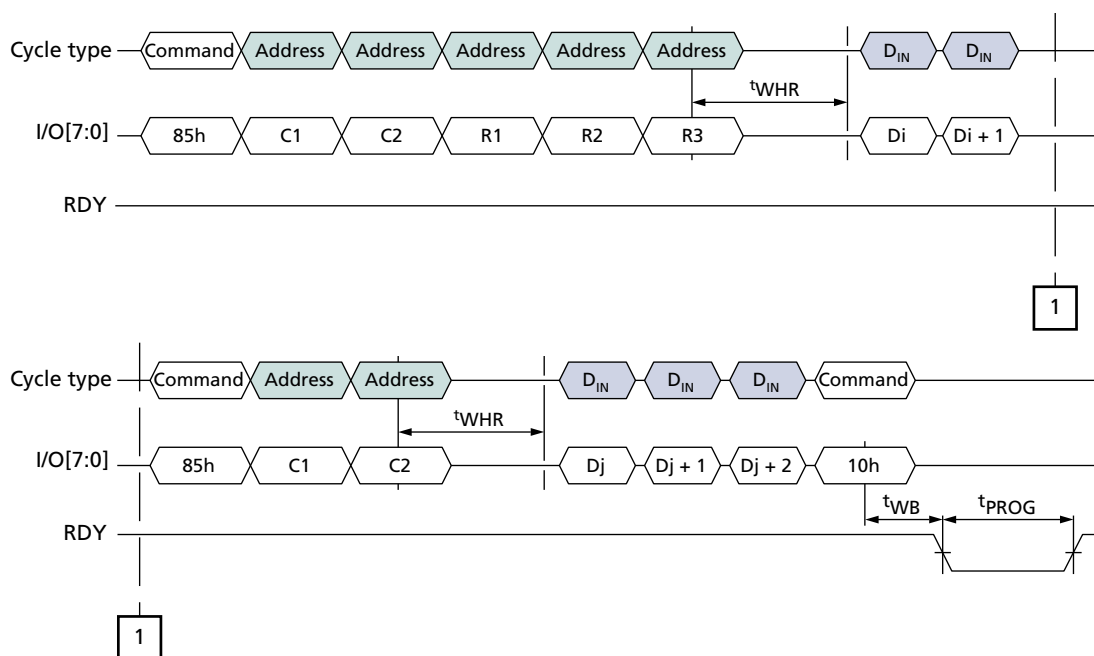 Cycle type Command Address Address Address Address Address DIN DIN
tWHR
I/O[7:0] 85h C1 C2 R1 R2 R3 Di Di + 1
RDY
1
Cycle type Command Address Address DIN DIN DIN Command
tWHR
I/O[7:0] 85h C1 C2 Dj Dj + 1 Dj + 2 10h
tWB tPROG
RDY
1